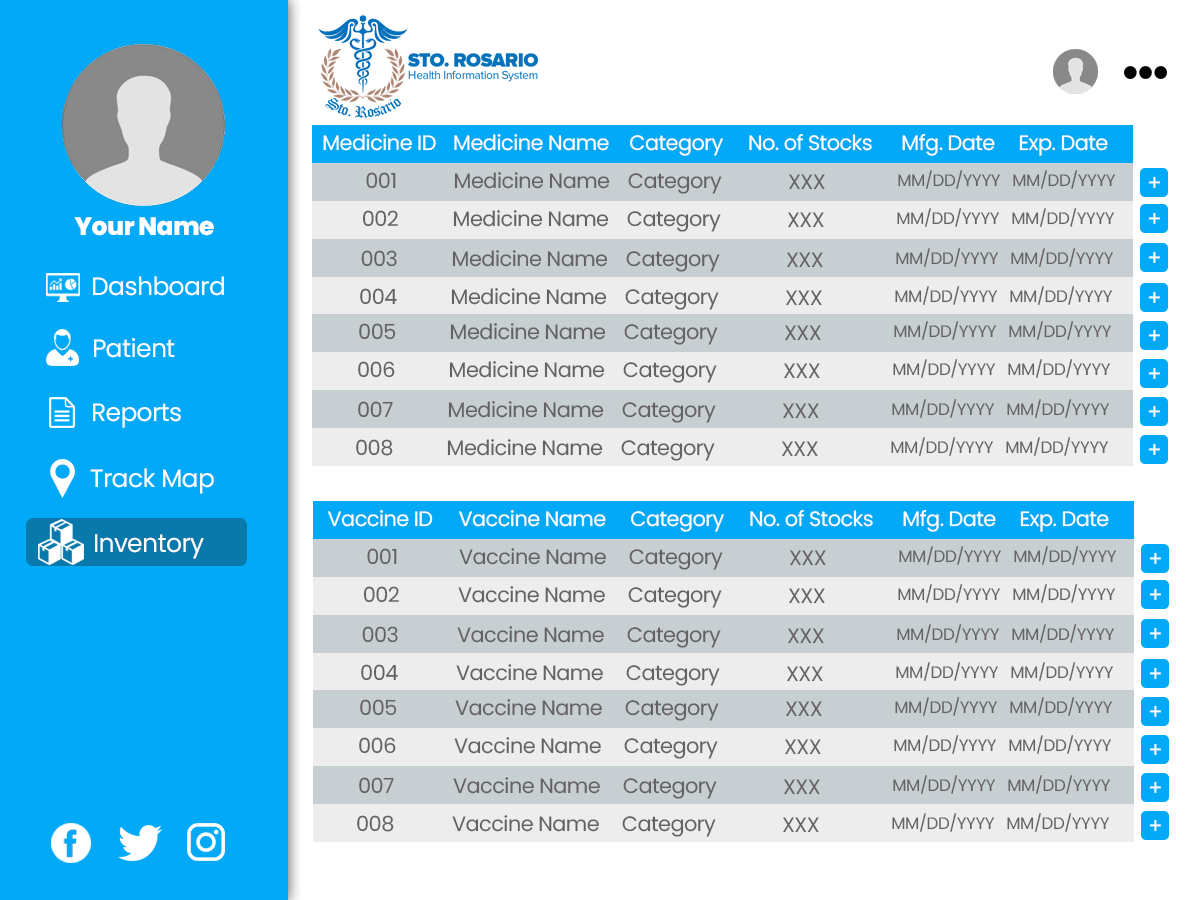 STO. ROSARIO
Health Information System
Sto. Rosario
Your Name
Dashboard
Patient
Reports
Track Map
Inventory
Medicine ID Medicine Name Category No. of Stocks Mfg. Date Exp. Date
001 Medicine Name Category XXX MM/DD/YYYY MM/DD/YYYY +
002 Medicine Name Category XXX MM/DD/YYYY MM/DD/YYYY +
003 Medicine Name Category XXX MM/DD/YYYY MM/DD/YYYY +
004 Medicine Name Category XXX MM/DD/YYYY MM/DD/YYYY +
005 Medicine Name Category XXX MM/DD/YYYY MM/DD/YYYY +
006 Medicine Name Category XXX MM/DD/YYYY MM/DD/YYYY +
007 Medicine Name Category XXX MM/DD/YYYY MM/DD/YYYY +
008 Medicine Name Category XXX MM/DD/YYYY MM/DD/YYYY +
Vaccine ID Vaccine Name Category No. of Stocks Mfg. Date Exp. Date
001 Vaccine Name Category XXX MM/DD/YYYY MM/DD/YYYY +
002 Vaccine Name Category XXX MM/DD/YYYY MM/DD/YYYY +
003 Vaccine Name Category XXX MM/DD/YYYY MM/DD/YYYY +
004 Vaccine Name Category XXX MM/DD/YYYY MM/DD/YYYY +
005 Vaccine Name Category XXX MM/DD/YYYY MM/DD/YYYY +
006 Vaccine Name Category XXX MM/DD/YYYY MM/DD/YYYY +
007 Vaccine Name Category XXX MM/DD/YYYY MM/DD/YYYY +
008 Vaccine Name Category XXX MM/DD/YYYY MM/DD/YYYY +